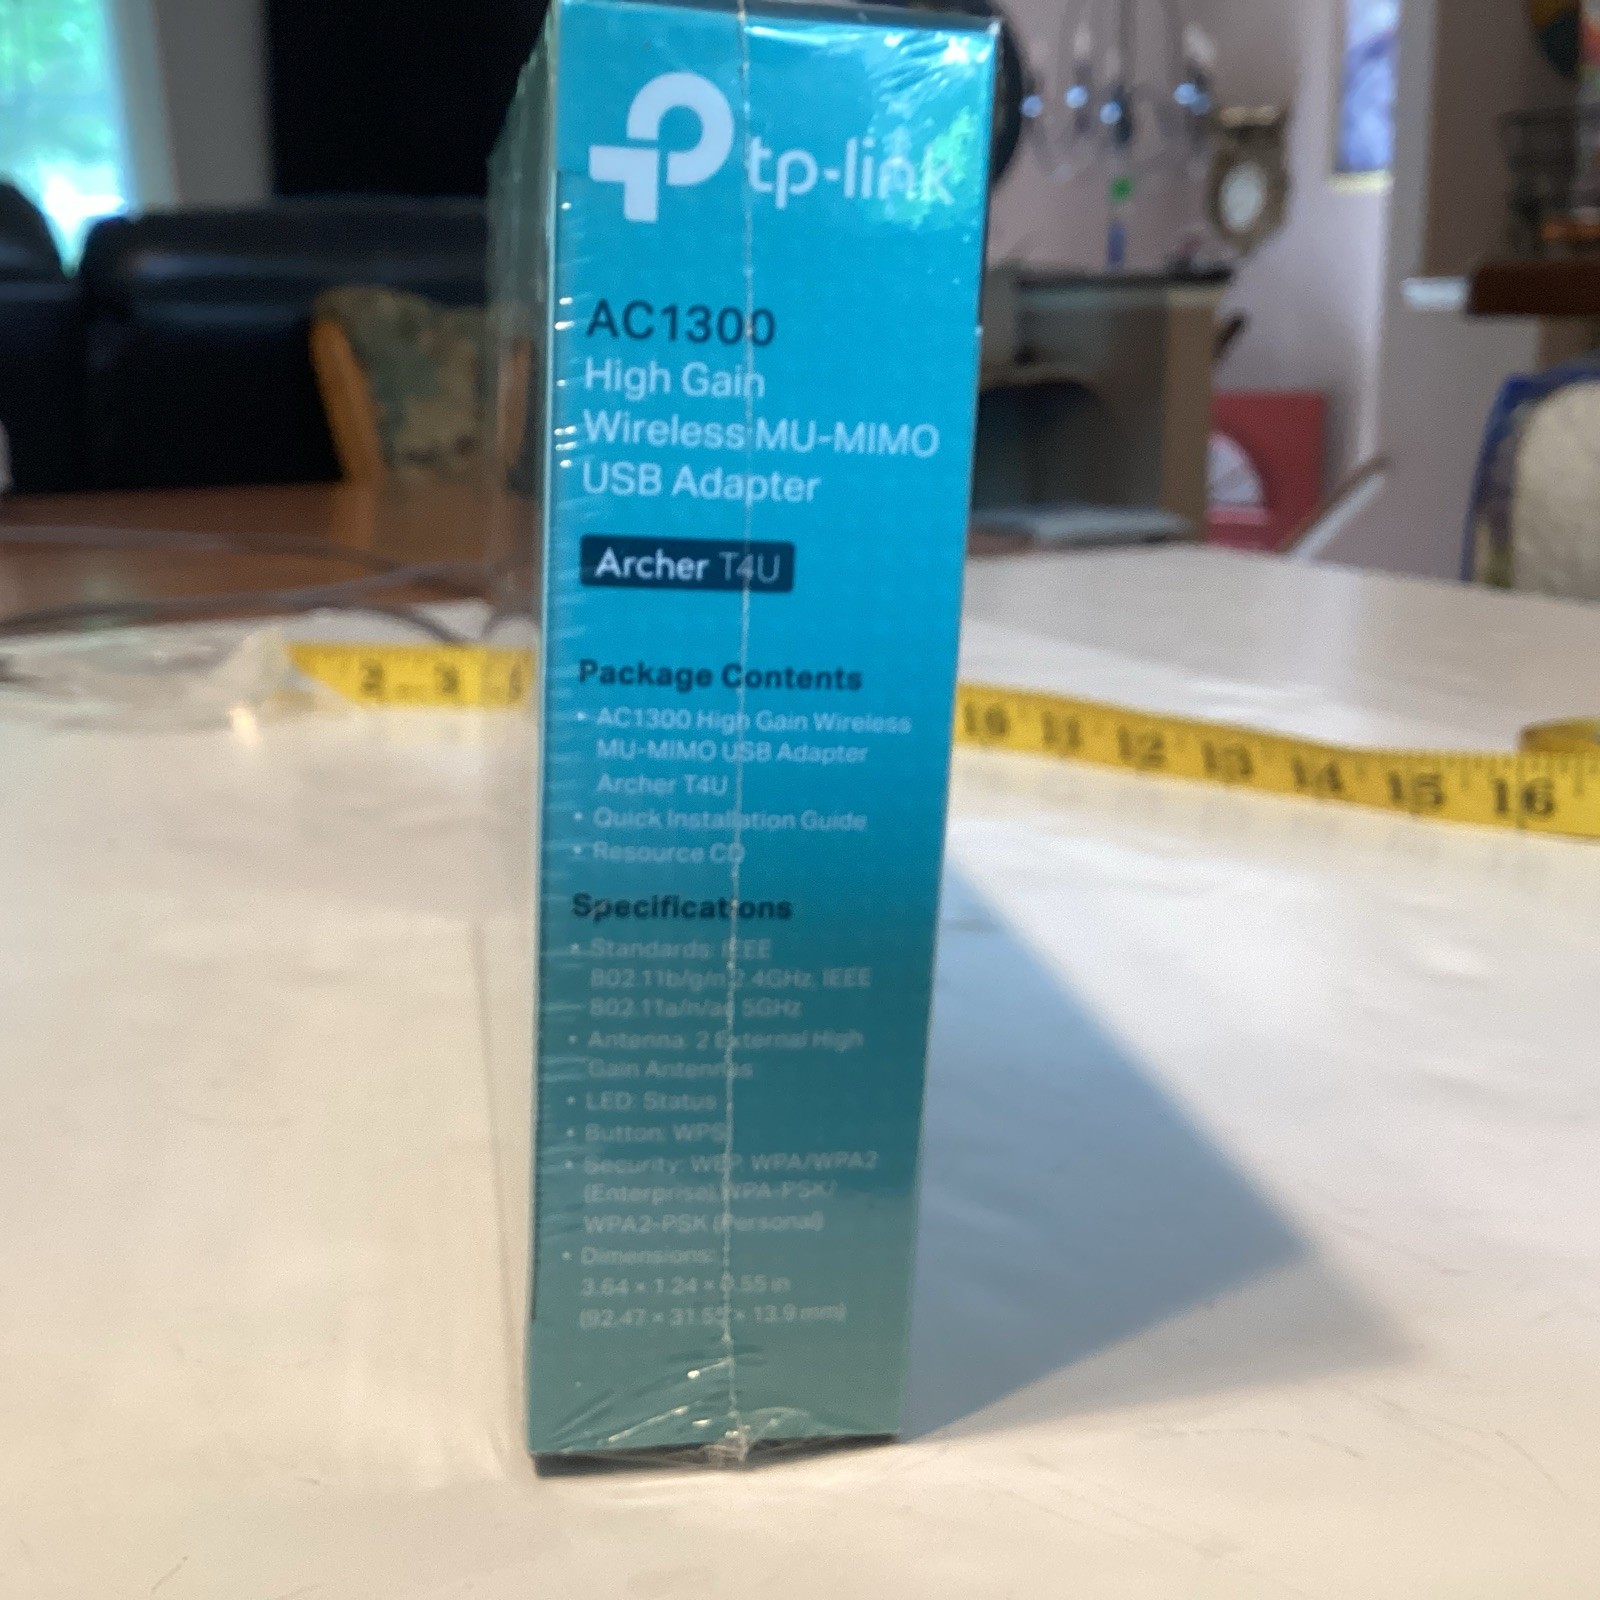 tp-link
AC1300
High Gain
Wireless MU-MIMO
USB Adapter
Archer T4U
Package Contents
• AC1300 High Gain Wireless
MU-MIMO USB Adapter
Archer T4U
• Quick Installation Guide
• Resource CD
Specifications
• Standards: IEEE
802.11b/g/n 2.4GHz, IEEE
802.11a/n/ac 5GHz
• Antenna: 2 External High
Gain Antennas
• LED: Status
• Button: WPS
• Security: WEP, WPA/WPA2
(Enterprise), WPA-PSK/
WPA2-PSK (Personal)
• Dimensions:
3.64 × 1.24 × 0.55 in
(92.47 × 31.55 × 13.9 mm)
2 3
10 11 12 13 14 15 16